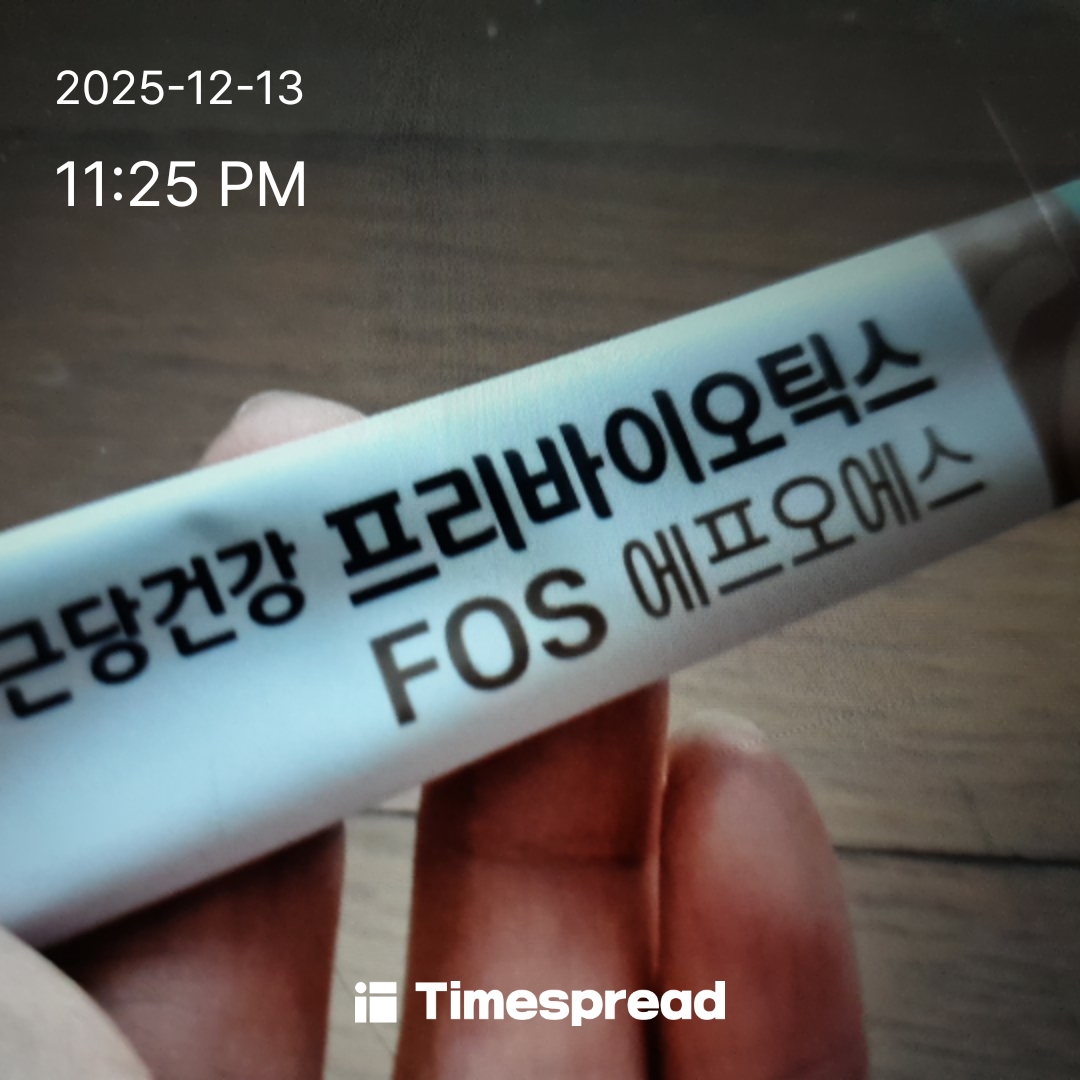 2025-12-13
11:25 PM
근당건강 프리바이오틱스
FOS 에프오에스
Timespread